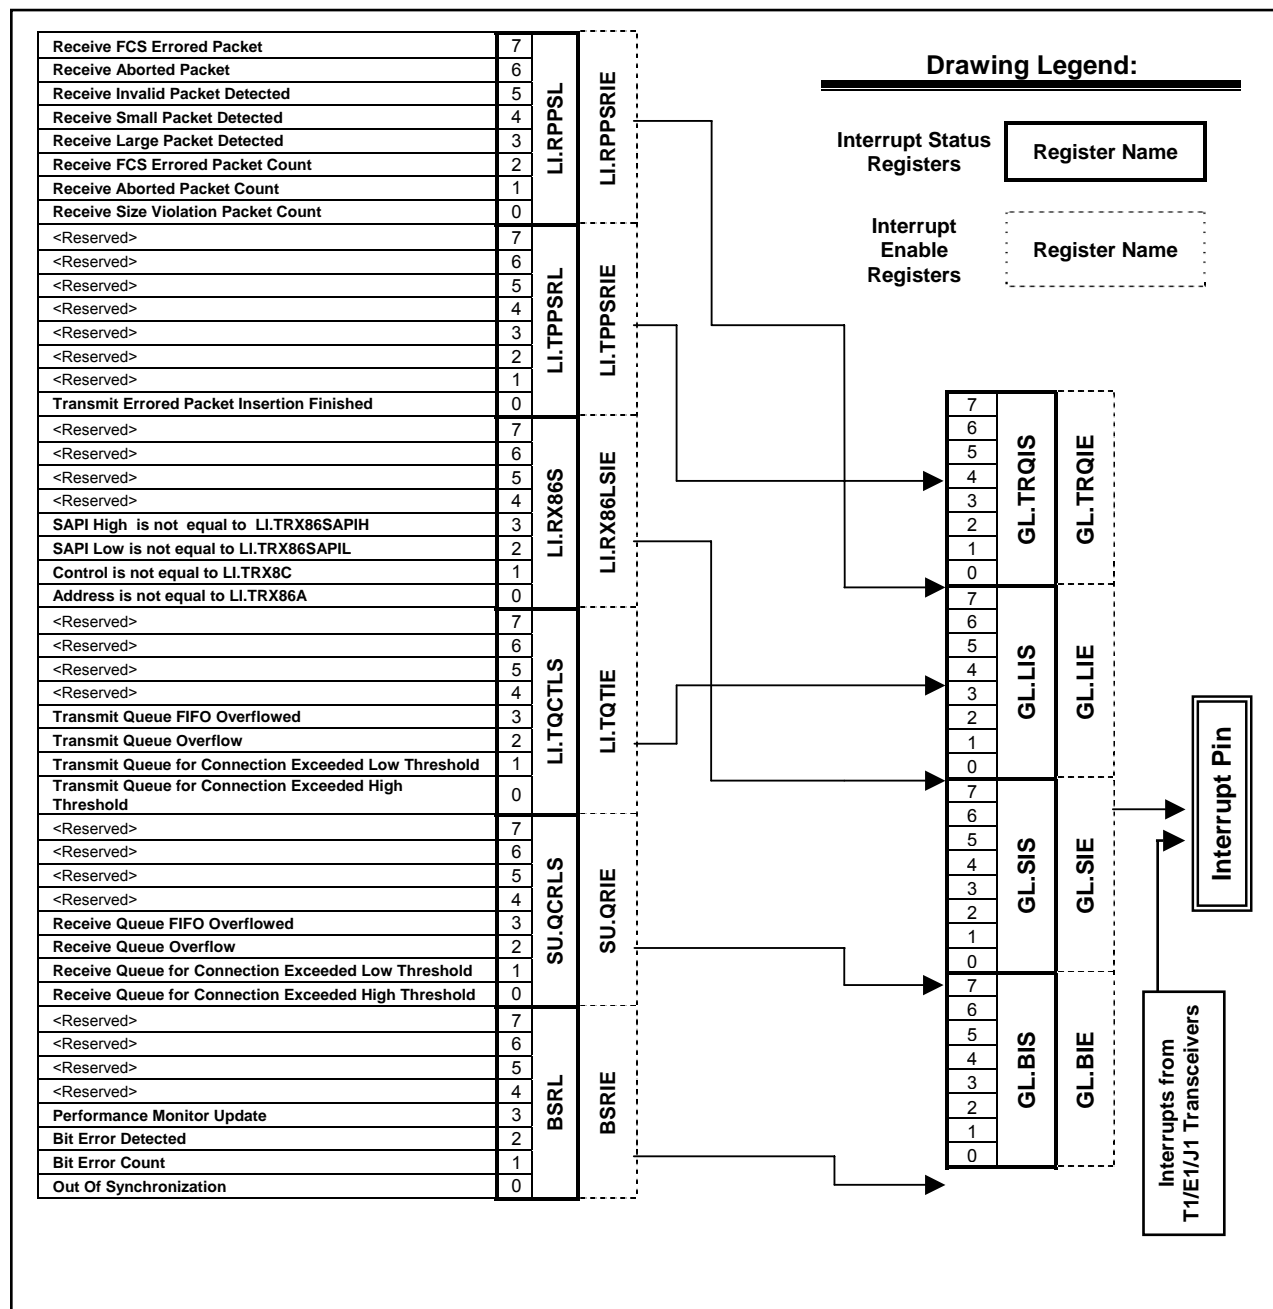 Drawing Legend:
Interrupt Status
Registers
Register Name
Interrupt
Enable
Registers
Register Name
Receive FCS Errored Packet 7
Receive Aborted Packet 6
Receive Invalid Packet Detected 5
Receive Small Packet Detected 4
Receive Large Packet Detected 3
Receive FCS Errored Packet Count 2
Receive Aborted Packet Count 1
Receive Size Violation Packet Count 0
LI.RPPSL
LI.RPPSRIE
<Reserved> 7
<Reserved> 6
<Reserved> 5
<Reserved> 4
<Reserved> 3
<Reserved> 2
<Reserved> 1
Transmit Errored Packet Insertion Finished 0
LI.TPPSRL
LI.TPPSRIE
<Reserved> 7
<Reserved> 6
<Reserved> 5
<Reserved> 4
SAPI High is not equal to LI.TRX86SAPIH 3
SAPI Low is not equal to LI.TRX86SAPIL 2
Control is not equal to LI.TRX8C 1
Address is not equal to LI.TRX86A 0
LI.RX86S
LI.RX86LSIE
<Reserved> 7
<Reserved> 6
<Reserved> 5
<Reserved> 4
Transmit Queue FIFO Overflowed 3
Transmit Queue Overflow 2
Transmit Queue for Connection Exceeded Low Threshold 1
Transmit Queue for Connection Exceeded High
Threshold 0
LI.TQCTLS
LI.TQTIE
<Reserved> 7
<Reserved> 6
<Reserved> 5
<Reserved> 4
Receive Queue FIFO Overflowed 3
Receive Queue Overflow 2
Receive Queue for Connection Exceeded Low Threshold 1
Receive Queue for Connection Exceeded High Threshold 0
SU.QCRLS
SU.QRIE
<Reserved> 7
<Reserved> 6
<Reserved> 5
<Reserved> 4
Performance Monitor Update 3
Bit Error Detected 2
Bit Error Count 1
Out Of Synchronization 0
BSRL
BSRIE
7
6
5
4
3
2
1
0
GL.TRQIS
GL.TRQIE
7
6
5
4
3
2
1
0
GL.LIS
GL.LIE
7
6
5
4
3
2
1
0
GL.SIS
GL.SIE
7
6
5
4
3
2
1
0
GL.BIS
GL.BIE
Interrupt Pin
Interrupts from
T1/E1/J1 Transceivers